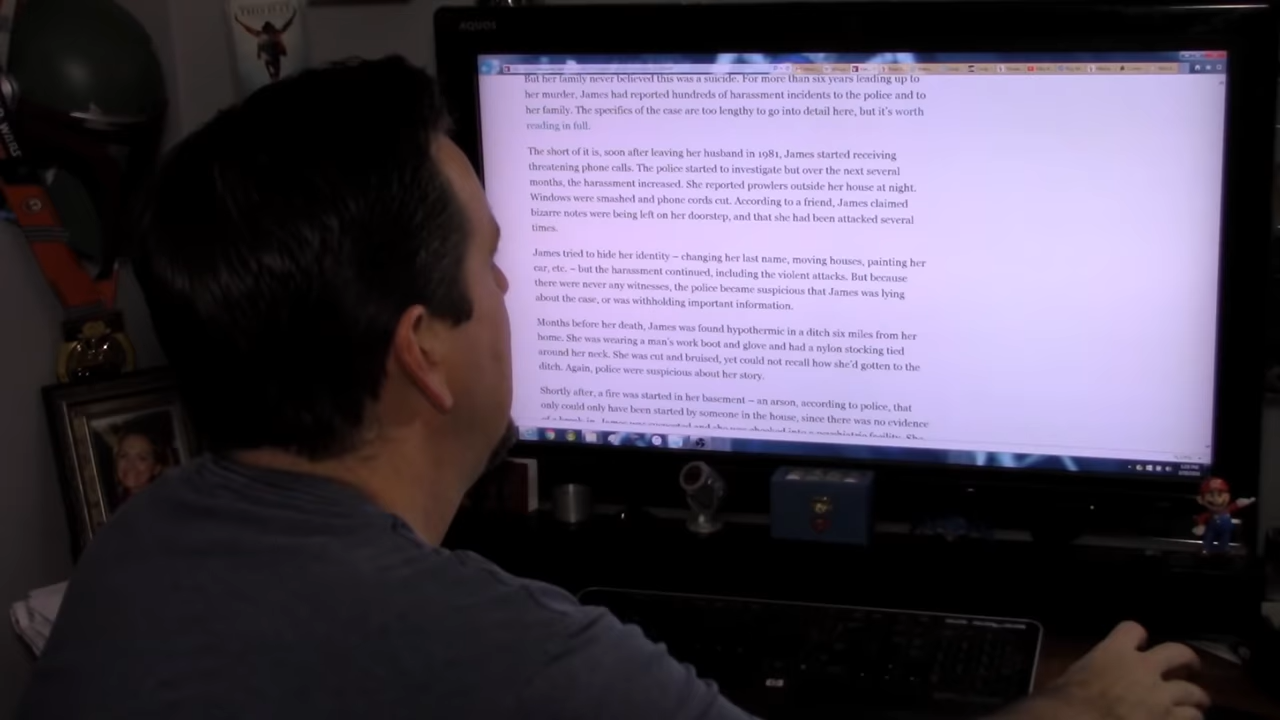 AQUOS
But her family never believed this was a suicide. For more than six years leading up to
her murder, James had reported hundreds of harassment incidents to the police and to
her family. The specifics of the case are too lengthy to go into detail here, but it's worth
reading in full.
The short of it is, soon after leaving her husband in 1981, James started receiving
threatening phone calls. The police started to investigate but over the next several
months, the harassment increased. She reported prowlers outside her house at night.
Windows were smashed and phone cords cut. According to a friend, James claimed
bizarre notes were being left on her doorstep, and that she had been attacked several
times.
James tried to hide her identity – changing her last name, moving houses, painting her
car, etc. – but the harassment continued, including the violent attacks. But because
there were never any witnesses, the police became suspicious that James was lying
about the case, or was withholding important information.
Months before her death, James was found hypothermic in a ditch six miles from her
home. She was wearing a man's work boot and glove and had a nylon stocking tied
around her neck. She was cut and bruised, yet could not recall how she'd gotten to the
ditch. Again, police were suspicious about her story.
Shortly after, a fire was started in her basement – an arson, according to police, that
only could only have been started by someone in the house, since there was no evidence
WARS
hp